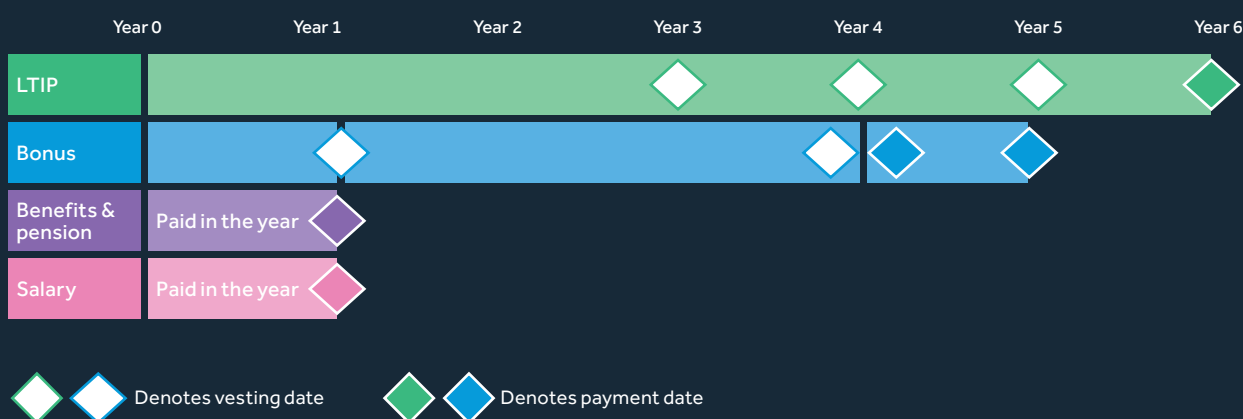 Year 0 Year 1 Year 2 Year 3 Year 4 Year 5 Year 6
LTIP
Bonus
Benefits &
pension
Paid in the year
Salary
Paid in the year
Denotes vesting date
Denotes payment date